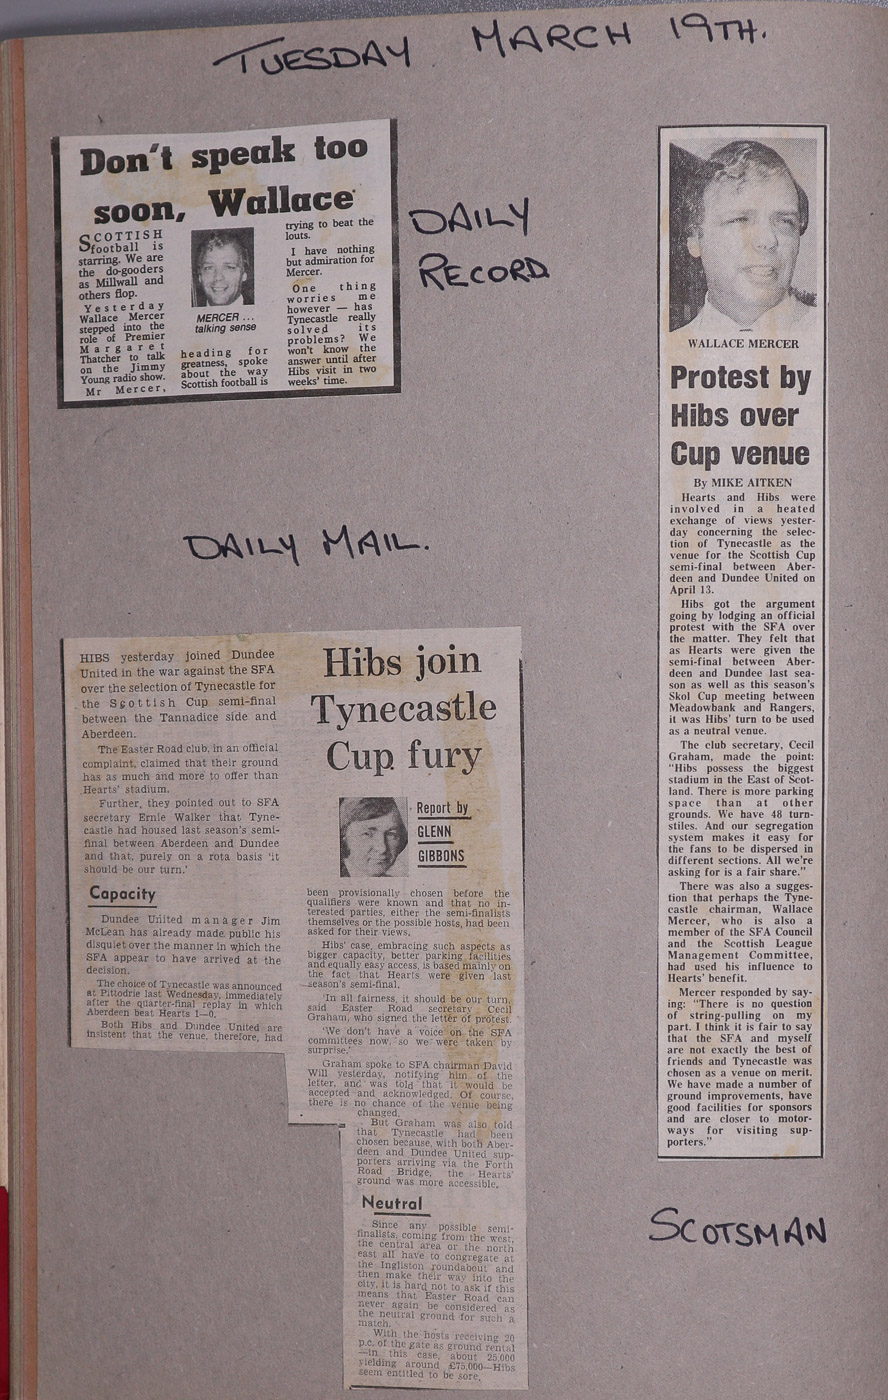 TUESDAY MARCH 19TH.
Don't speak too
soon, Wallace
SCOTTISH
football is
starring. We are
the do-gooders
as Millwall and
others flop.
Yesterday
Wallace Mercer
stepped into the
role of Premier
Margaret
Thatcher to talk
on the Jimmy
Young radio show.
Mr Mercer,
MERCER ...
talking sense
heading for
greatness, spoke
about the way
Scottish football is
trying to beat the
louts.
I have nothing
but admiration for
Mercer.
One thing
worries me
however — has
Tynecastle really
solved its
problems? We
won't know the
answer until after
Hibs visit in two
weeks' time.
DAILY
RECORD
DAILY MAIL.
HIBS yesterday joined Dundee
United in the war against the SFA
over the selection of Tynecastle for
the Scottish Cup semi-final
between the Tannadice side and
Aberdeen.
The Easter Road club, in an official
complaint, claimed that their ground
has as much and more to offer than
Hearts' stadium.
Further, they pointed out to SFA
secretary Ernie Walker that Tyne-
castle had housed last season's semi-
final between Aberdeen and Dundee
and that, purely on a rota basis 'it
should be our turn.'
Capacity
Dundee United manager Jim
McLean has already made public his
disquiet over the manner in which the
SFA appear to have arrived at the
decision.
The choice of Tynecastle was announced
at Pittodrie last Wednesday, immediately
after the quarter-final replay in which
Aberdeen beat Hearts 1—0.
Both Hibs and Dundee United are
insistent that the venue, therefore, had
Hibs join
Tynecastle
Cup fury
Report by
GLENN
GIBBONS
been provisionally chosen before the
qualifiers were known and that no in-
terested parties, either the semi-finalists
themselves or the possible hosts, had been
asked for their views.
Hibs' case, embracing such aspects as
bigger capacity, better parking facilities
and equally easy access, is based mainly on
the fact that Hearts were given last
season's semi-final.
'In all fairness, it should be our turn,
said Easter Road secretary Cecil
Graham, who signed the letter of protest.
'We don't have a voice on the SFA
committees now, so we were taken by
surprise.'
Graham spoke to SFA chairman David
Will yesterday, notifying him of the
letter, and was told that it would be
accepted and acknowledged. Of course,
there is no chance of the venue being
changed.
But Graham was also told
that Tynecastle had been
chosen because, with both Aber-
deen and Dundee United sup-
porters arriving via the Forth
Road Bridge, the Hearts'
ground was more accessible.
Neutral
Since any possible semi-
finalists, coming from the west,
the central area or the north
east all have to congregate at
the Ingliston roundabout and
then make their way into the
city, it is hard not to ask if this
means that Easter Road can
never again be considered as
the neutral ground for such a
match.
With the hosts receiving 20
p.c. of the gate as ground rental
—in this case, about 25,000
yielding around £75,000—Hibs
seem entitled to be sore.
WALLACE MERCER
Protest by
Hibs over
Cup venue
By MIKE AITKEN
Hearts and Hibs were
involved in a heated
exchange of views yester-
day concerning the selec-
tion of Tynecastle as the
venue for the Scottish Cup
semi-final between Aber-
deen and Dundee United on
April 13.
Hibs got the argument
going by lodging an official
protest with the SFA over
the matter. They felt that
as Hearts were given the
semi-final between Aber-
deen and Dundee last sea-
son as well as this season's
Skol Cup meeting between
Meadowbank and Rangers,
it was Hibs' turn to be used
as a neutral venue.
The club secretary, Cecil
Graham, made the point:
"Hibs possess the biggest
stadium in the East of Scot-
land. There is more parking
space than at other
grounds. We have 48 turn-
stiles. And our segregation
system makes it easy for
the fans to be dispersed in
different sections. All we're
asking for is a fair share."
There was also a sugges-
tion that perhaps the Tyne-
castle chairman, Wallace
Mercer, who is also a
member of the SFA Council
and the Scottish League
Management Committee,
had used his influence to
Hearts' benefit.
Mercer responded by say-
ing: "There is no question
of string-pulling on my
part. I think it is fair to say
that the SFA and myself
are not exactly the best of
friends and Tynecastle was
chosen as a venue on merit.
We have made a number of
ground improvements, have
good facilities for sponsors
and are closer to motor-
ways for visiting sup-
porters."
SCOTSMAN